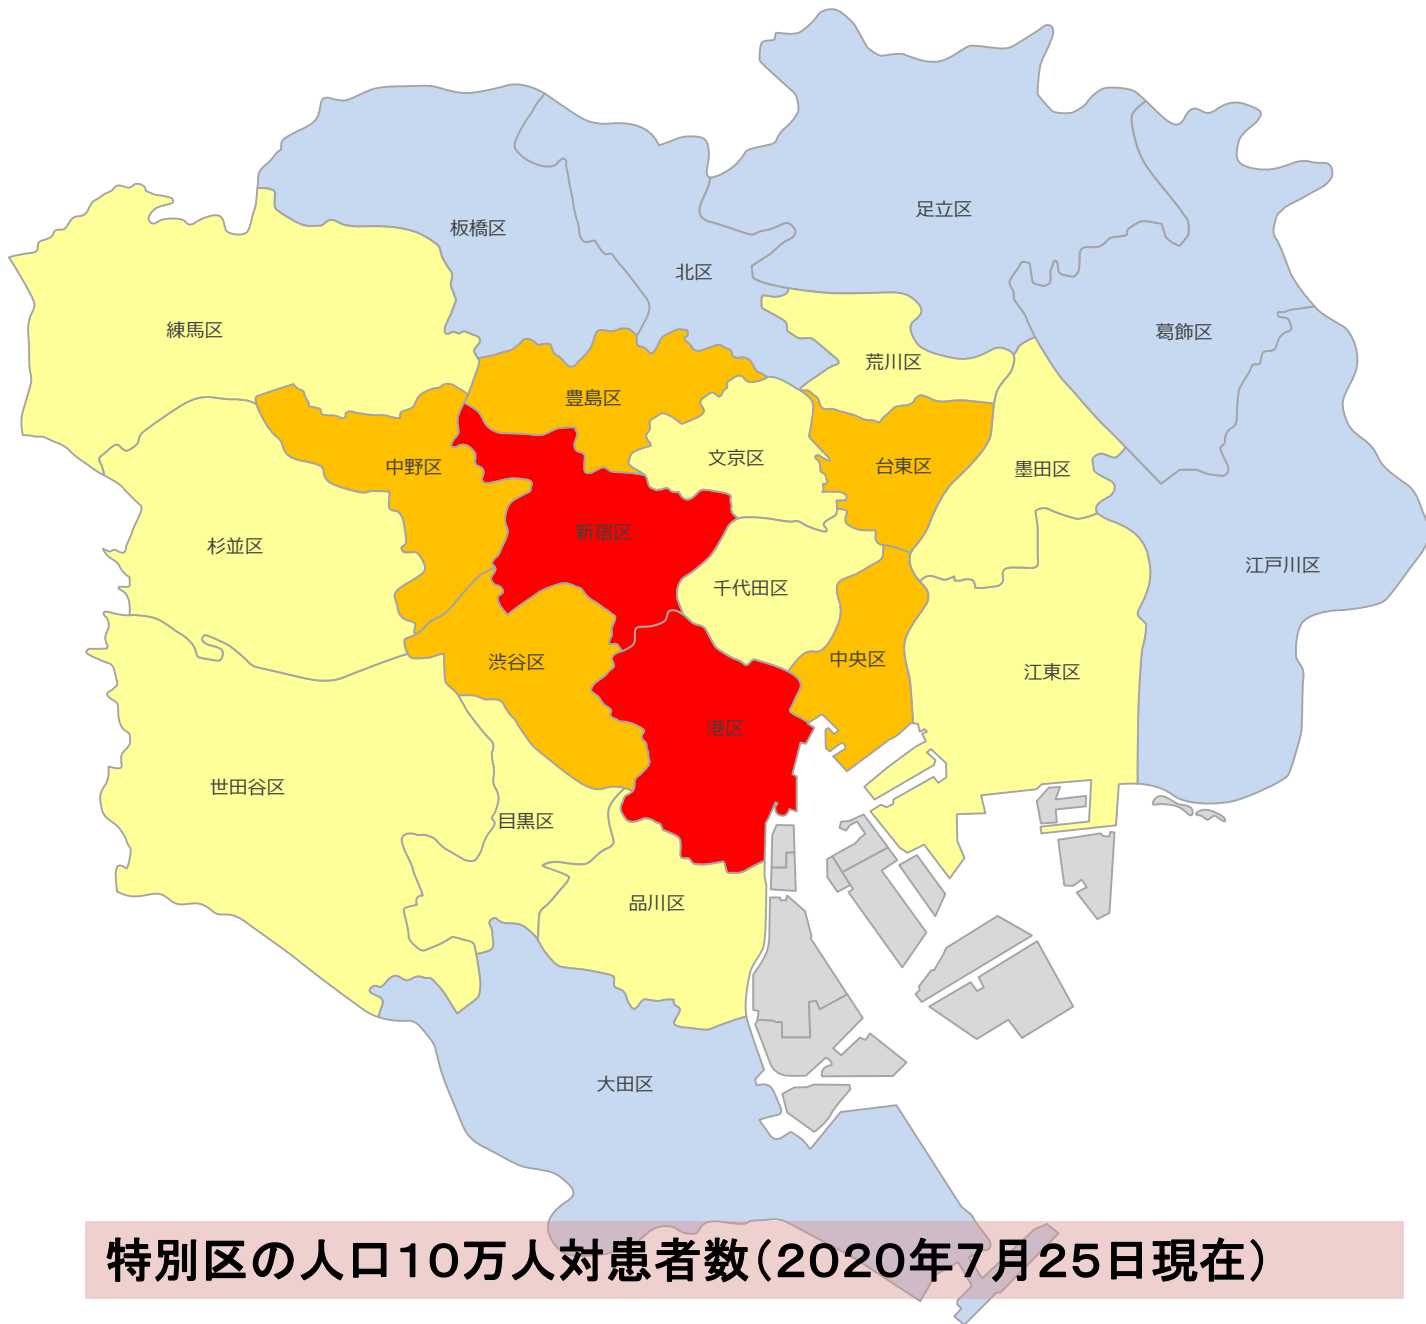 足立区
板橋区
北区
葛飾区
練馬区
荒川区
豊島区
中野区
文京区
台東区
墨田区
新宿区
杉並区
江戸川区
千代田区
渋谷区
中央区
江東区
港区
世田谷区
目黒区
品川区
大田区
特別区の人口10万人対患者数(2020年7月25日現在)